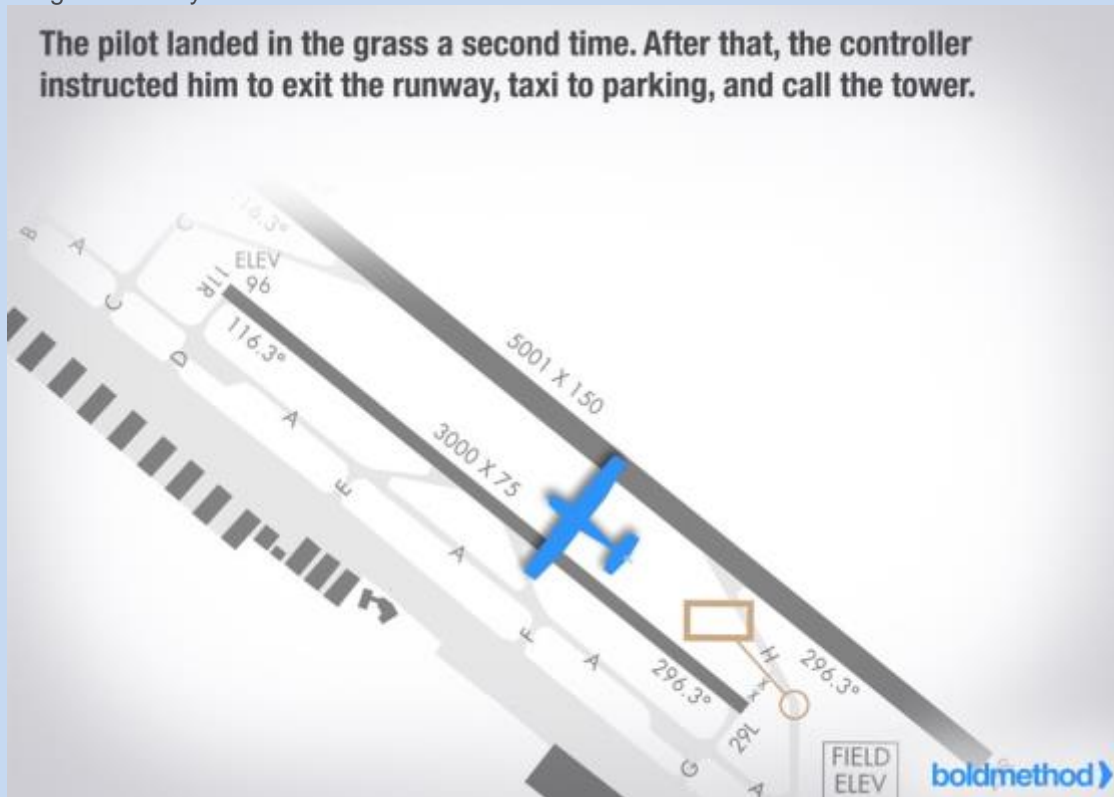 The pilot landed in the grass a second time. After that, the controller
instructed him to exit the runway, taxi to parking, and call the tower.
C
B
A
ELEV
96
11R
C
116.3°
D
5001 X 150
A
3000 X 75
E
A
F
H
A
296.3°
296.3°
X
X
29L
G
A
FIELD
ELEV
boldmethod